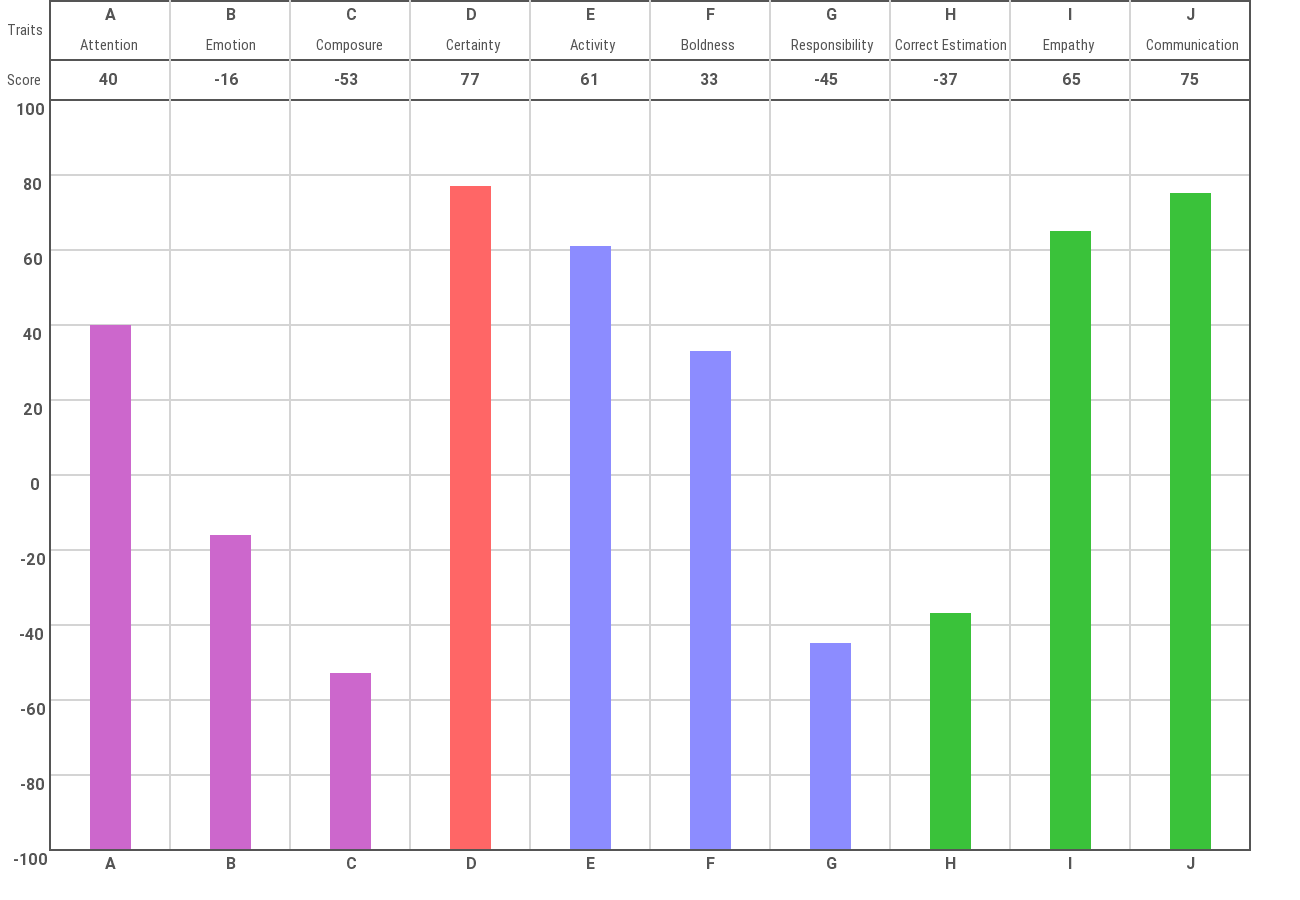 Traits
A B C D E F G H I J
Attention Emotion Composure Certainty Activity Boldness Responsibility Correct Estimation Empathy Communication
Score 40 -16 -53 77 61 33 -45 -37 65 75
100
80
60
40
20
0
-20
-40
-60
-80
-100
A B C D E F G H I J